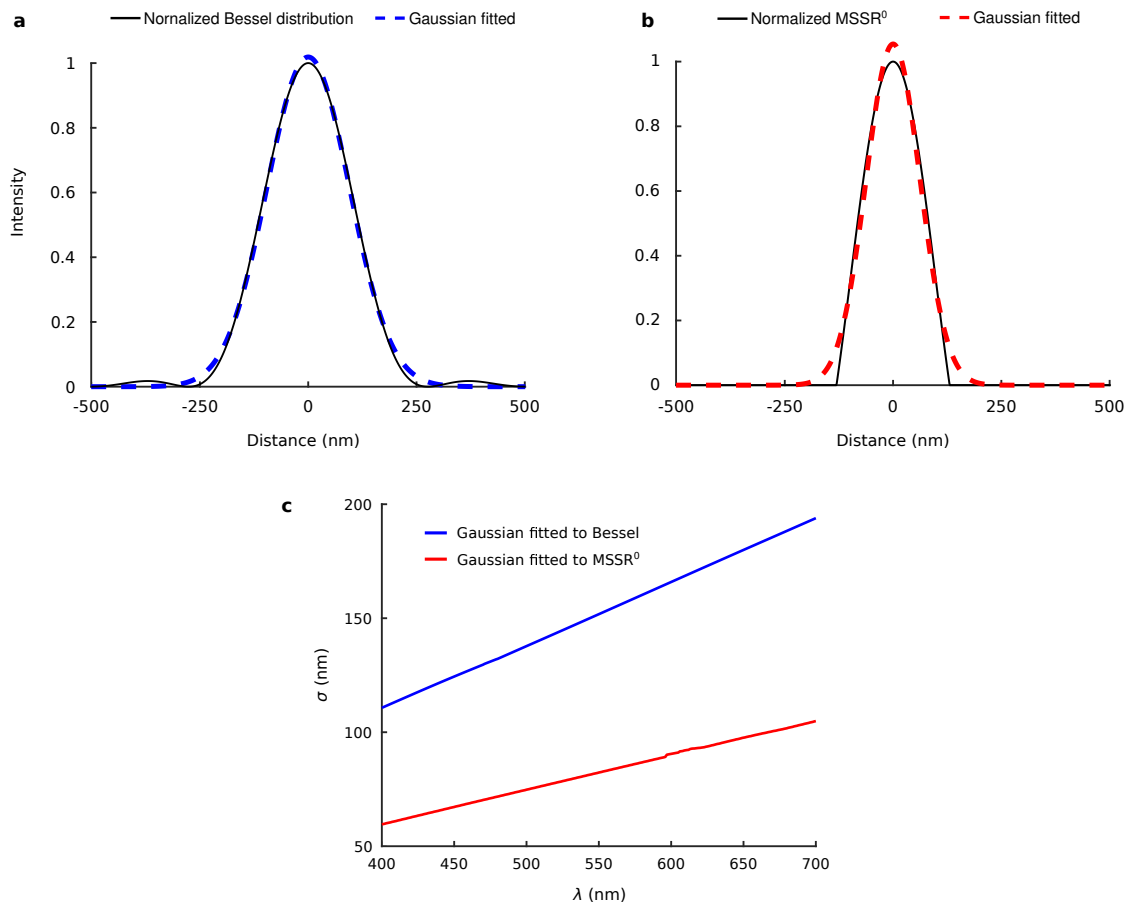 a
Nornalized Bessel distribution
Gaussian fitted
Intensity
1
0.8
0.6
0.4
0.2
0
-500
-250
0
250
500
Distance (nm)
b
Normalized MSSR⁰
Gaussian fitted
1
0.8
0.6
0.4
0.2
0
-500
-250
0
250
500
Distance (nm)
c
Gaussian fitted to Bessel
Gaussian fitted to MSSR⁰
σ (nm)
200
150
100
50
400
450
500
550
600
650
700
λ (nm)